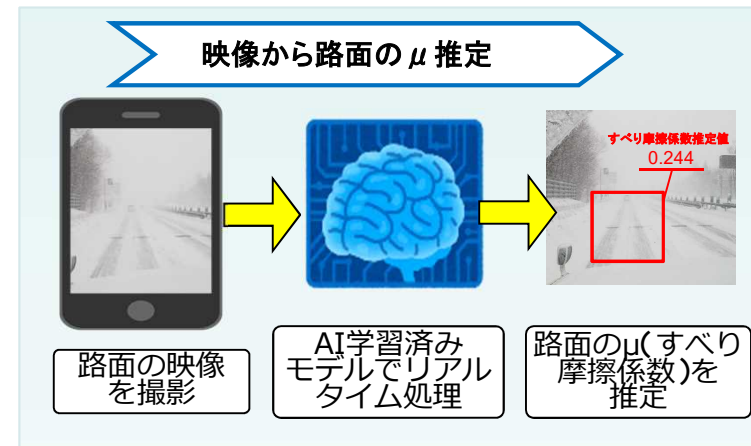 映像から路面のμ推定
すべり摩擦係数推定値
0.244
路面の映像
を撮影
AI学習済み
モデルでリアル
タイム処理
路面のμ(すべり
摩擦係数)を
推定